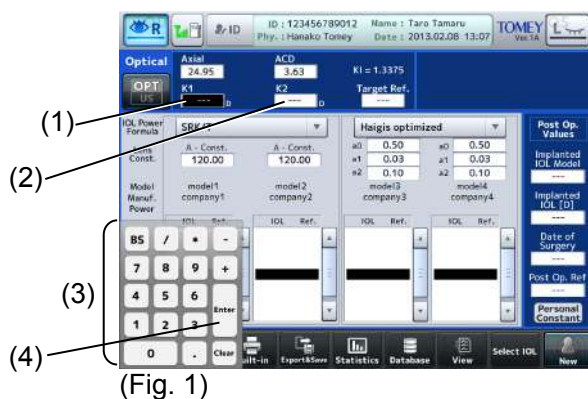 R
ID
ID : 123456789012 Name : Taro Tamaru
Phy. : Hanako Tomey Date : 2013.02.08 13:07
TOMEY
Ver.1A
L
Optical
Axial
ACD
24.95
3.63
KI = 1.3375
OPT
US
K1
K2
Target Ref.
--- D
--- D
---
(1)
(2)
IOL Power
Formula
SRK/T
Haigis optimized
Post Op.
Values
Const.
A - Const.
A - Const.
120.00
120.00
a0 0.50 a0 0.50
a1 0.03 a1 0.03
a2 0.10 a2 0.10
Implanted
IOL Model
---
Model
Manuf.
Power
model1
company1
model2
company2
model3
company3
model4
company4
Implanted
IOL [D]
---
IOL Ref.
IOL Ref.
IOL Ref.
IOL Ref.
Date of
Surgery
---
Post Op. Ref
---
Personal
Constant
(3)
BS / * -
7 8 9 +
4 5 6
Enter
1 2 3
0 . Clear
(4)
Export&Save
Statistics
Database
View
Select IOL
New
(Fig. 1)